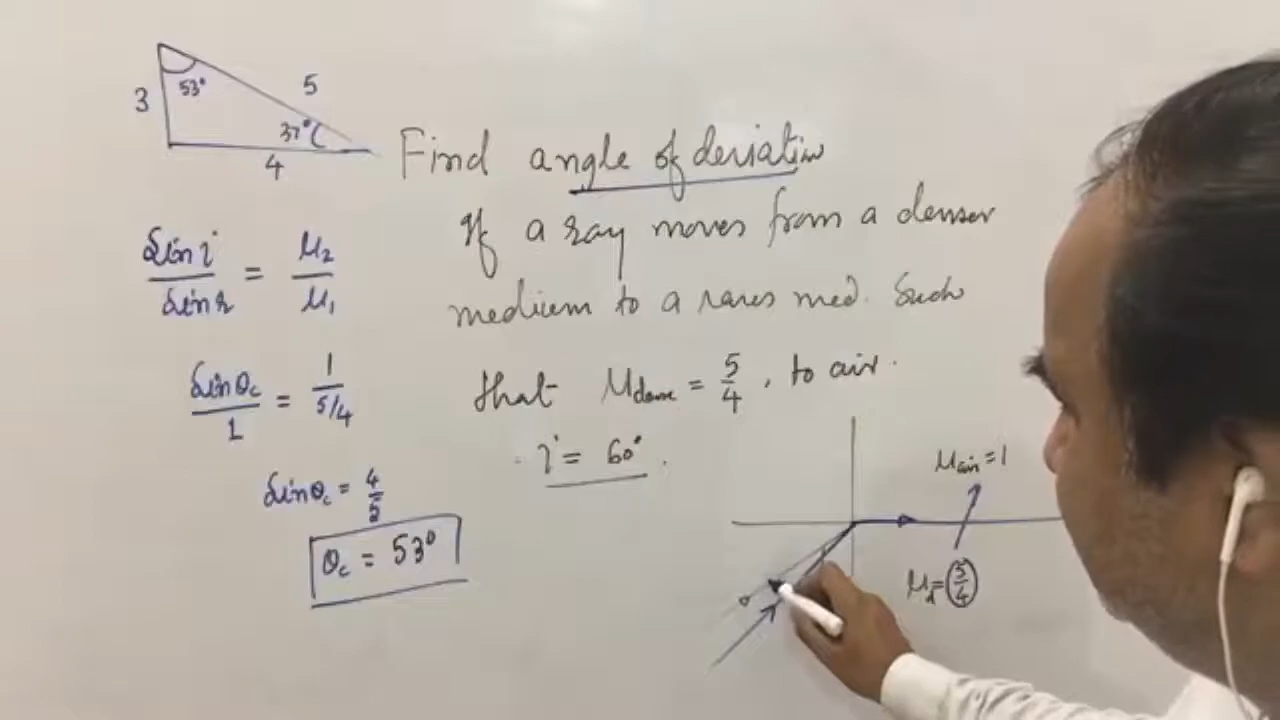 53°
5
3
37°
4
Find angle of deviation
If a ray moves from a denser
medium to a rarer med. Such
that μdense = 5/4, to air.
i = 60°.
sin i / sin r = μ2 / μ1
sin θc / 1 = 1 / 5/4
sin θc = 4/5
θc = 53°
μair = 1
μd = 5/4